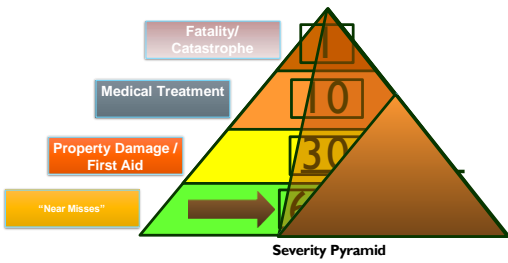 Fatality/
Catastrophe
1
Medical Treatment
10
Property Damage /
First Aid
30
“Near Misses”
Severity Pyramid